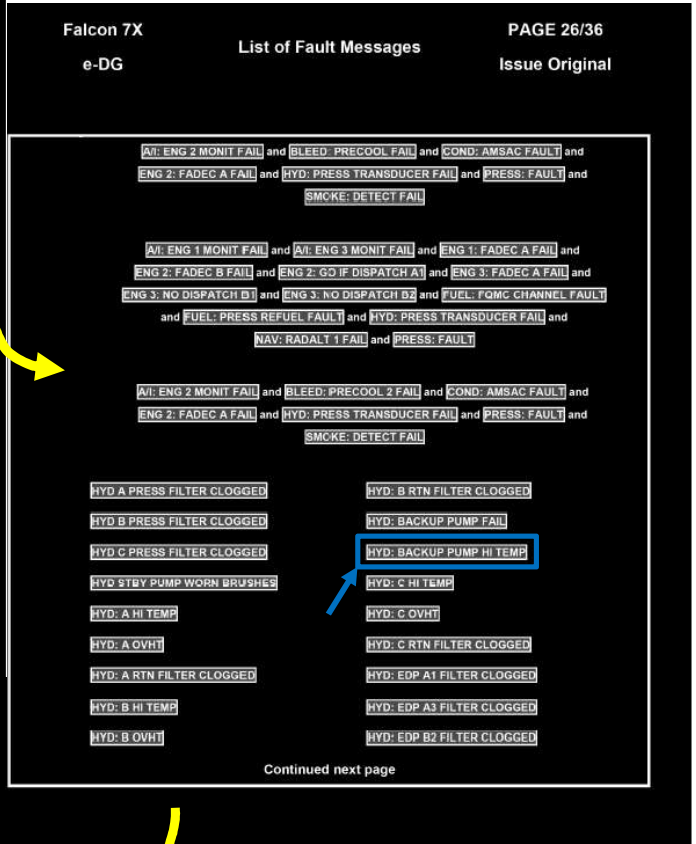 Falcon 7X
List of Fault Messages
PAGE 26/36
e-DG
Issue Original
A/I: ENG 2 MONIT FAIL and BLEED: PRECOOL FAIL and COND: AMSAC FAULT and
ENG 2: FADEC A FAIL and HYD: PRESS TRANSDUCER FAIL and PRESS: FAULT and
SMOKE: DETECT FAIL
A/I: ENG 1 MONIT FAIL and A/I: ENG 3 MONIT FAIL and ENG 1: FADEC A FAIL and
ENG 2: FADEC B FAIL and ENG 2: GO IF DISPATCH A1 and ENG 3: FADEC A FAIL and
ENG 3: NO DISPATCH B1 and ENG 3: NO DISPATCH B2 and FUEL: FQMC CHANNEL FAULT
and FUEL: PRESS REFUEL FAULT and HYD: PRESS TRANSDUCER FAIL and
NAV: RADALT 1 FAIL and PRESS: FAULT
A/I: ENG 2 MONIT FAIL and BLEED: PRECOOL 2 FAIL and COND: AMSAC FAULT and
ENG 2: FADEC A FAIL and HYD: PRESS TRANSDUCER FAIL and PRESS: FAULT and
SMOKE: DETECT FAIL
HYD A PRESS FILTER CLOGGED
HYD B PRESS FILTER CLOGGED
HYD C PRESS FILTER CLOGGED
HYD STBY PUMP WORN BRUSHES
HYD: A HI TEMP
HYD: A OVHT
HYD: A RTN FILTER CLOGGED
HYD: B HI TEMP
HYD: B OVHT
HYD: B RTN FILTER CLOGGED
HYD: BACKUP PUMP FAIL
HYD: BACKUP PUMP HI TEMP
HYD: C HI TEMP
HYD: C OVHT
HYD: C RTN FILTER CLOGGED
HYD: EDP A1 FILTER CLOGGED
HYD: EDP A3 FILTER CLOGGED
HYD: EDP B2 FILTER CLOGGED
Continued next page